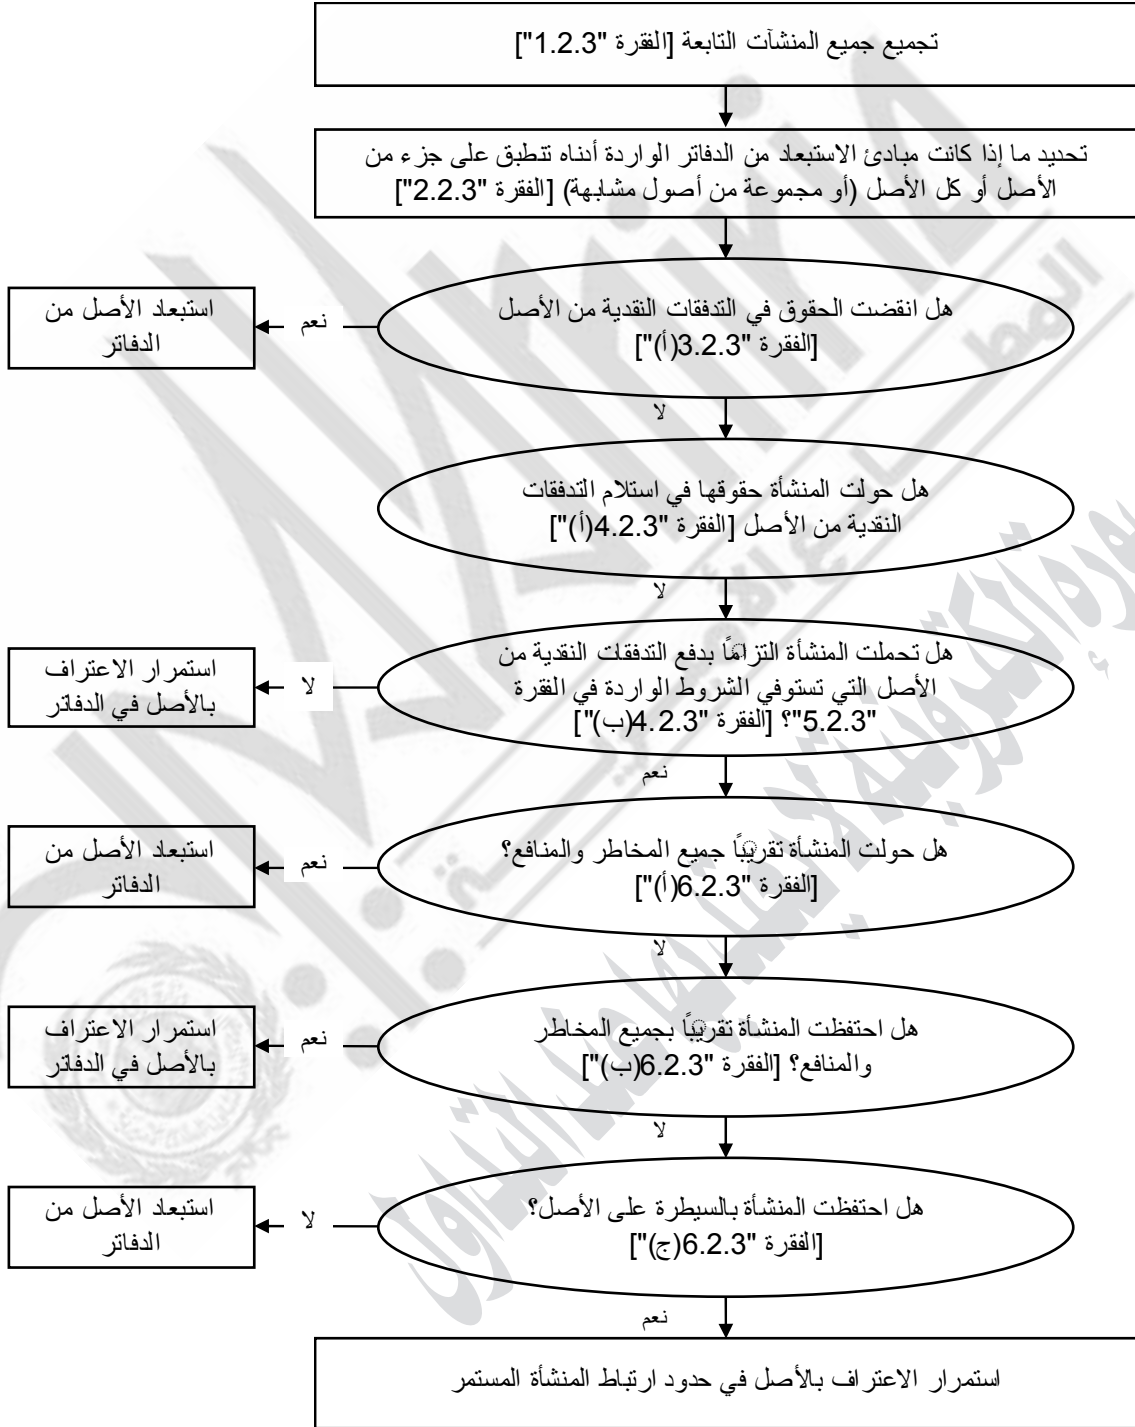 تجميع جميع المنشآت التابعة [الفقرة "1.2.3"]
تحديد ما إذا كانت مبادئ الاستبعاد من الدفاتر الواردة أدناه تنطبق على جزء من
الأصل أو كل الأصل (أو مجموعة من أصول مشابهة) [الفقرة "2.2.3"]
هل انقضت الحقوق في التدفقات النقدية من الأصل
[الفقرة "3.2.3(أ)"]
نعم
استبعاد الأصل من
الدفاتر
لا
هل حولت المنشأة حقوقها في استلام التدفقات
النقدية من الأصل [الفقرة "4.2.3(أ)"]
لا
هل تحملت المنشأة التزاماً بدفع التدفقات النقدية من
الأصل التي تستوفي الشروط الواردة في الفقرة
"5.2.3"؟ [الفقرة "4.2.3(ب)"]
لا
استمرار الاعتراف
بالأصل في الدفاتر
نعم
هل حولت المنشأة تقريباً جميع المخاطر والمنافع؟
[الفقرة "6.2.3(أ)"]
نعم
استبعاد الأصل من
الدفاتر
لا
هل احتفظت المنشأة تقريباً بجميع المخاطر
والمنافع؟ [الفقرة "6.2.3(ب)"]
نعم
استمرار الاعتراف
بالأصل في الدفاتر
لا
هل احتفظت المنشأة بالسيطرة على الأصل؟
[الفقرة "6.2.3(ج)"]
لا
استبعاد الأصل من
الدفاتر
نعم
استمرار الاعتراف بالأصل في حدود ارتباط المنشأة المستمر